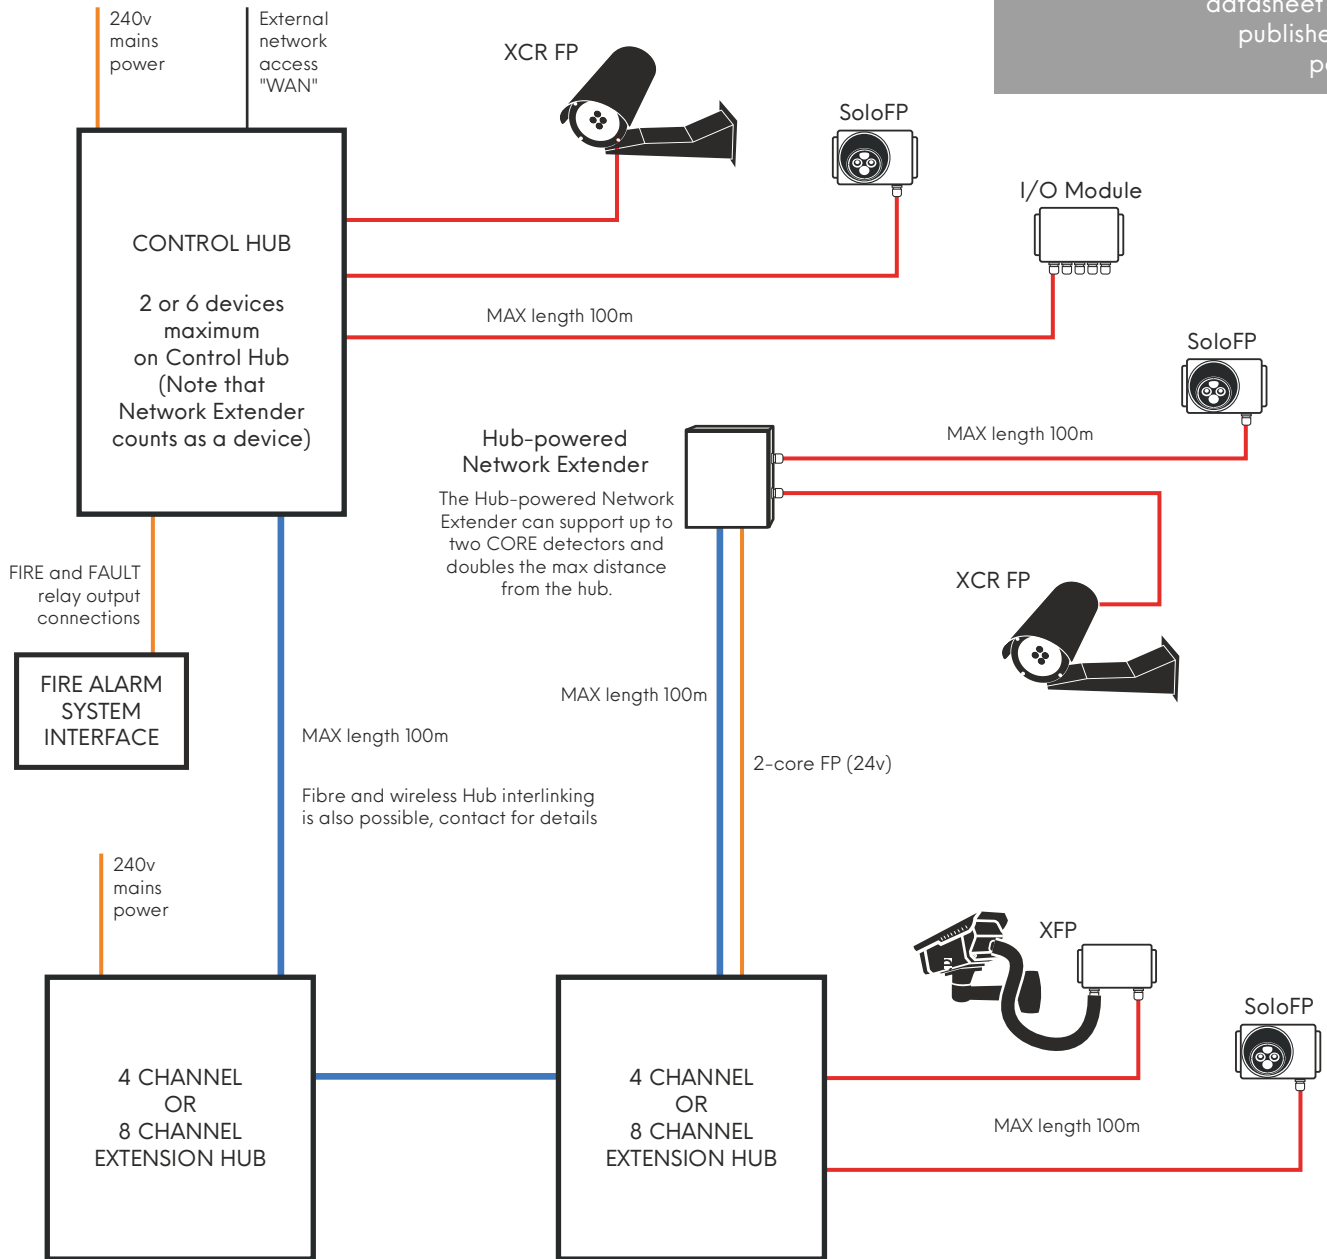 240v
mains
power
External
network
access
"WAN"
datasheet
publishe
XCR FP
SoloFP
I/O Module
CONTROL HUB
2 or 6 devices
maximum
on Control Hub
(Note that
Network Extender
counts as a device)
MAX length 100m
SoloFP
MAX length 100m
Hub-powered
Network Extender
The Hub-powered Network
Extender can support up to
two CORE detectors and
doubles the max distance
from the hub.
XCR FP
FIRE and FAULT
relay output
connections
FIRE ALARM
SYSTEM
INTERFACE
MAX length 100m
Fibre and wireless Hub interlinking
is also possible, contact for details
MAX length 100m
2-core FP (24v)
240v
mains
power
4 CHANNEL
OR
8 CHANNEL
EXTENSION HUB
4 CHANNEL
OR
8 CHANNEL
EXTENSION HUB
XFP
SoloFP
MAX length 100m